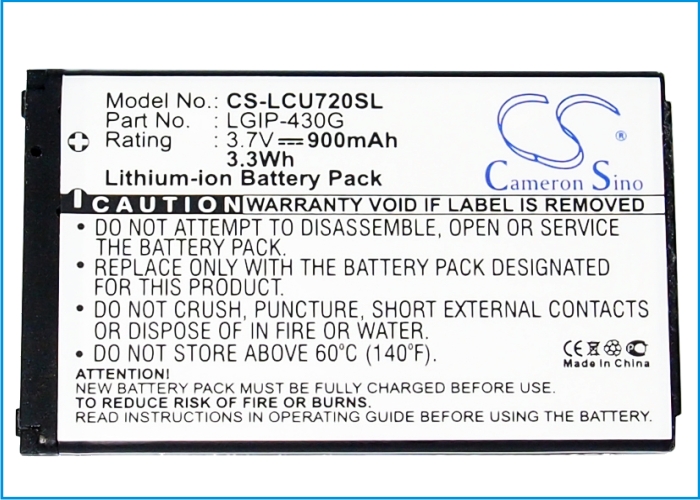 Model No. : CS-LCU720SL
Part No. : LGIP-430G
Rating : 3.7V⎓900mAh
3.3Wh
Lithium-ion Battery Pack
CS
®
Cameron Sino
CAUTION WARRANTY VOID IF LABEL IS REMOVED
• DO NOT ATTEMPT TO DISASSEMBLE, OPEN OR SERVICE
THE BATTERY PACK.
• REPLACE ONLY WITH THE BATTERY PACK DESIGNATED
FOR THIS EQUIPMENT.
• DO NOT CRUSH, PUNCTURE, SHORT EXTERNAL CONTACTS
OR DISPOSE OF IN FIRE OR WATER.
• DO NOT STORE ABOVE 60°C (140°F).
CE
Made In China
ATTENTION!
NEW BATTERY PACK MUST BE FULLY CHARGED BEFORE USE.
TO REDUCE RISK OF FIRE OR BURNS.
READ INSTRUCTIONS AND OPERATING GUIDE BEFORE USING THE BATTERY.